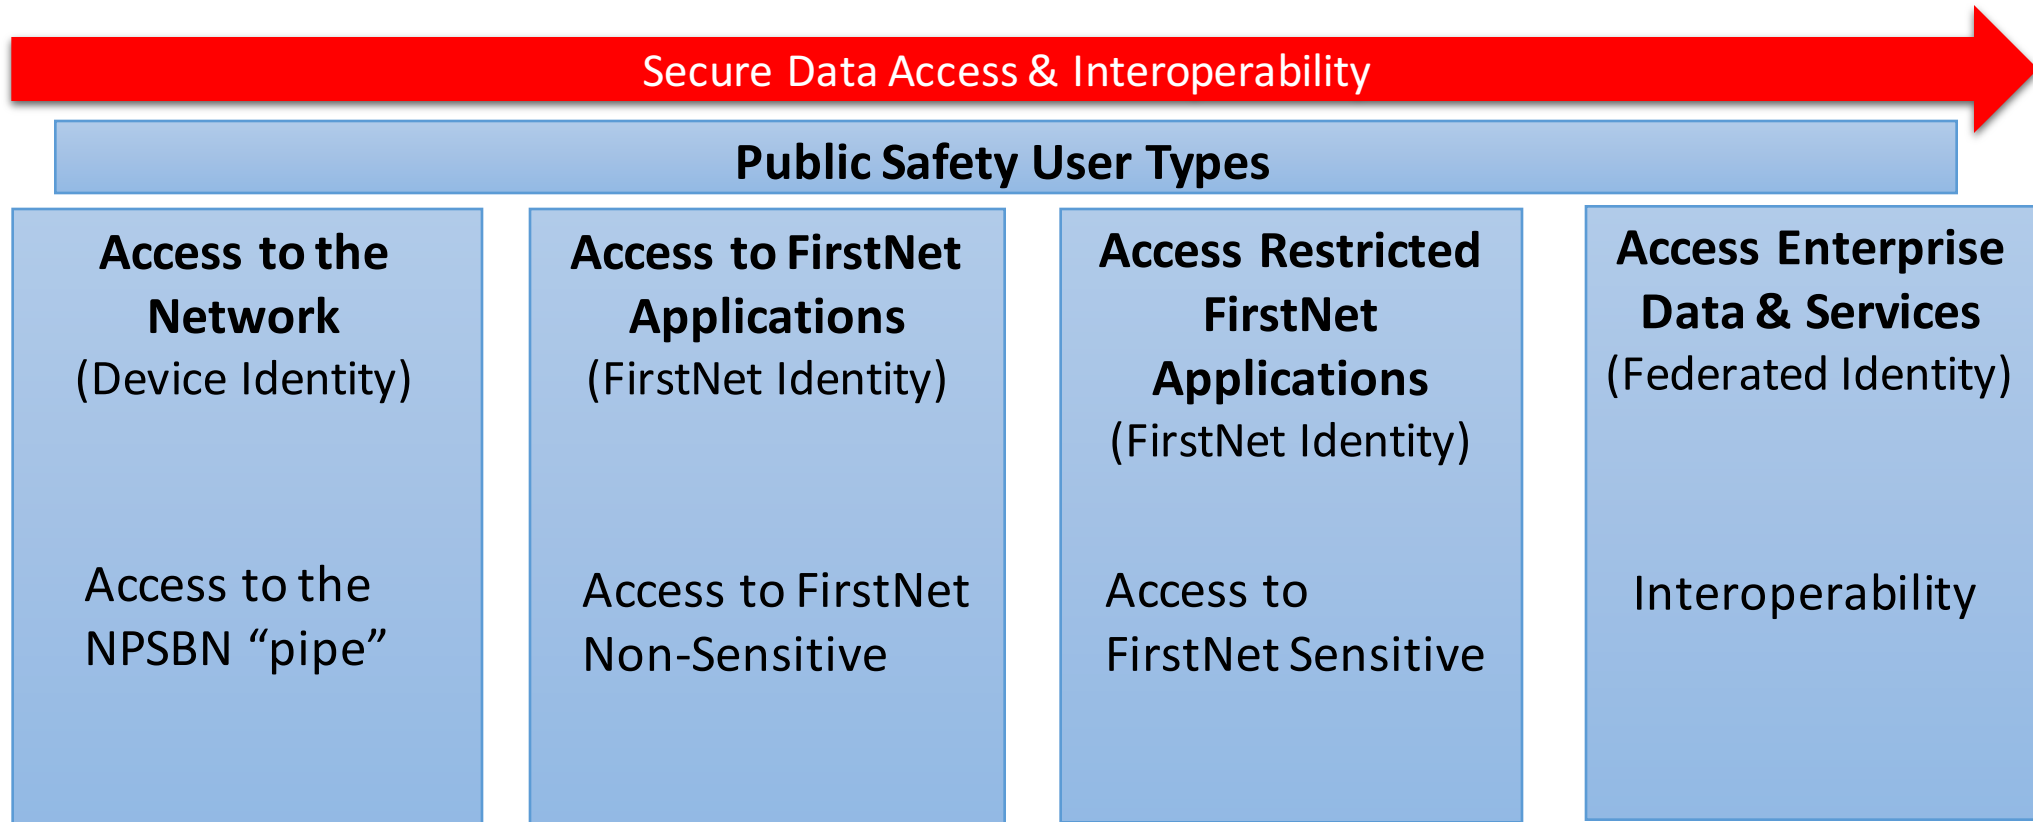 Secure Data Access & Interoperability
Public Safety User Types
Access to the
Network
(Device Identity)
Access to the
NPSBN “pipe”
Access to FirstNet
Applications
(FirstNet Identity)
Access to FirstNet
Non-Sensitive
Access Restricted
FirstNet
Applications
(FirstNet Identity)
Access to
FirstNet Sensitive
Access Enterprise
Data & Services
(Federated Identity)
Interoperability